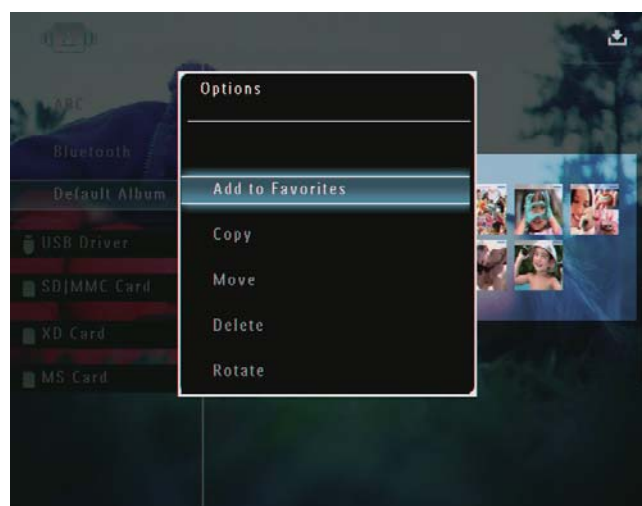 Options
ABC
Bluetooth
Default Album
USB Driver
SD|MMC Card
XD Card
MS Card
Add to Favorites
Copy
Move
Delete
Rotate